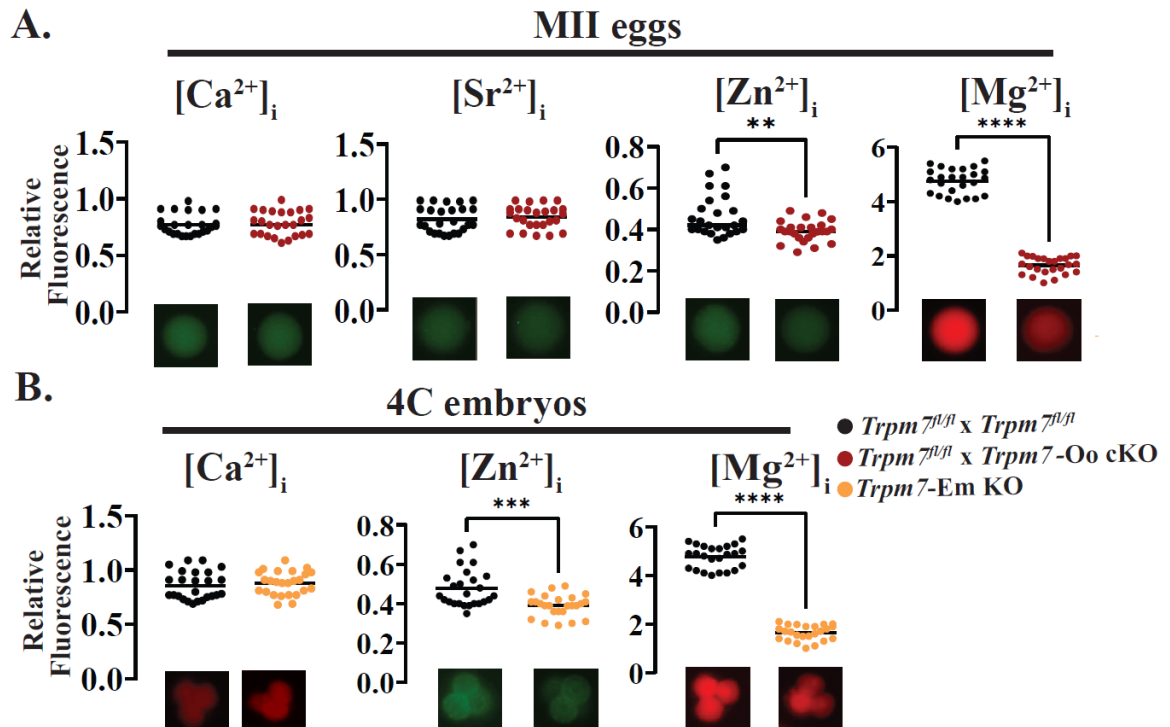 A.
MII eggs
[Ca²⁺]i
[Sr²⁺]i
[Zn²⁺]i
[Mg²⁺]i
**
****
Relative
Fluorescence
1.5
1.0
0.5
0.0
1.5
1.0
0.5
0.0
0.8
0.6
0.4
0.2
0.0
6
4
2
0
B.
4C embryos
Trpm7fl/fl x Trpm7fl/fl
Trpm7fl/fl x Trpm7-Oo cKO
Trpm7-Em KO
[Ca²⁺]i
[Zn²⁺]i
[Mg²⁺]i
***
****
Relative
Fluorescence
1.5
1.0
0.5
0.0
0.8
0.6
0.4
0.2
0.0
6
4
2
0